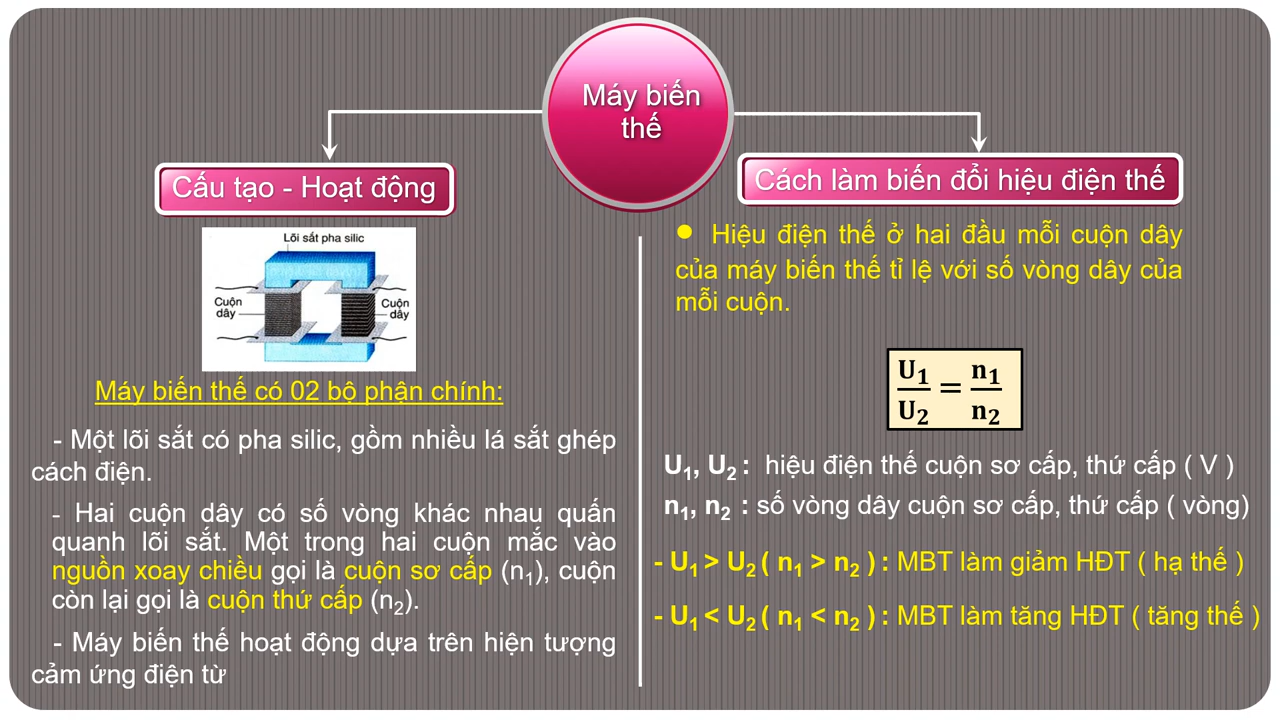 Máy biến
thế
Cấu tạo - Hoạt động
Lõi sắt pha silic
Cuộn
dây
Cuộn
dây
Máy biến thế có 02 bộ phận chính:
- Một lõi sắt có pha silic, gồm nhiều lá sắt ghép
cách điện.
- Hai cuộn dây có số vòng khác nhau quấn
quanh lõi sắt. Một trong hai cuộn mắc vào
nguồn xoay chiều gọi là cuộn sơ cấp (n₁), cuộn
còn lại gọi là cuộn thứ cấp (n₂).
- Máy biến thế hoạt động dựa trên hiện tượng
cảm ứng điện từ
Cách làm biến đổi hiệu điện thế
● Hiệu điện thế ở hai đầu mỗi cuộn dây
của máy biến thế tỉ lệ với số vòng dây của
mỗi cuộn.
U₁/U₂ = n₁/n₂
U₁, U₂ : hiệu điện thế cuộn sơ cấp, thứ cấp ( V )
n₁, n₂ : số vòng dây cuộn sơ cấp, thứ cấp ( vòng)
- U₁ > U₂ ( n₁ > n₂ ) : MBT làm giảm HĐT ( hạ thế )
- U₁ < U₂ ( n₁ < n₂ ) : MBT làm tăng HĐT ( tăng thế )